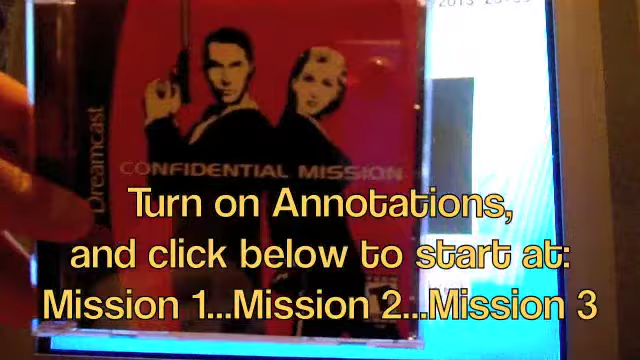 Dreamcast
CONFIDENTIAL MISSION
Turn on Annotations,
and click below to start at:
Mission 1...Mission 2...Mission 3